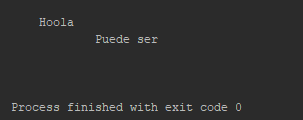 Hoola
Puede ser
Process finished with exit code 0